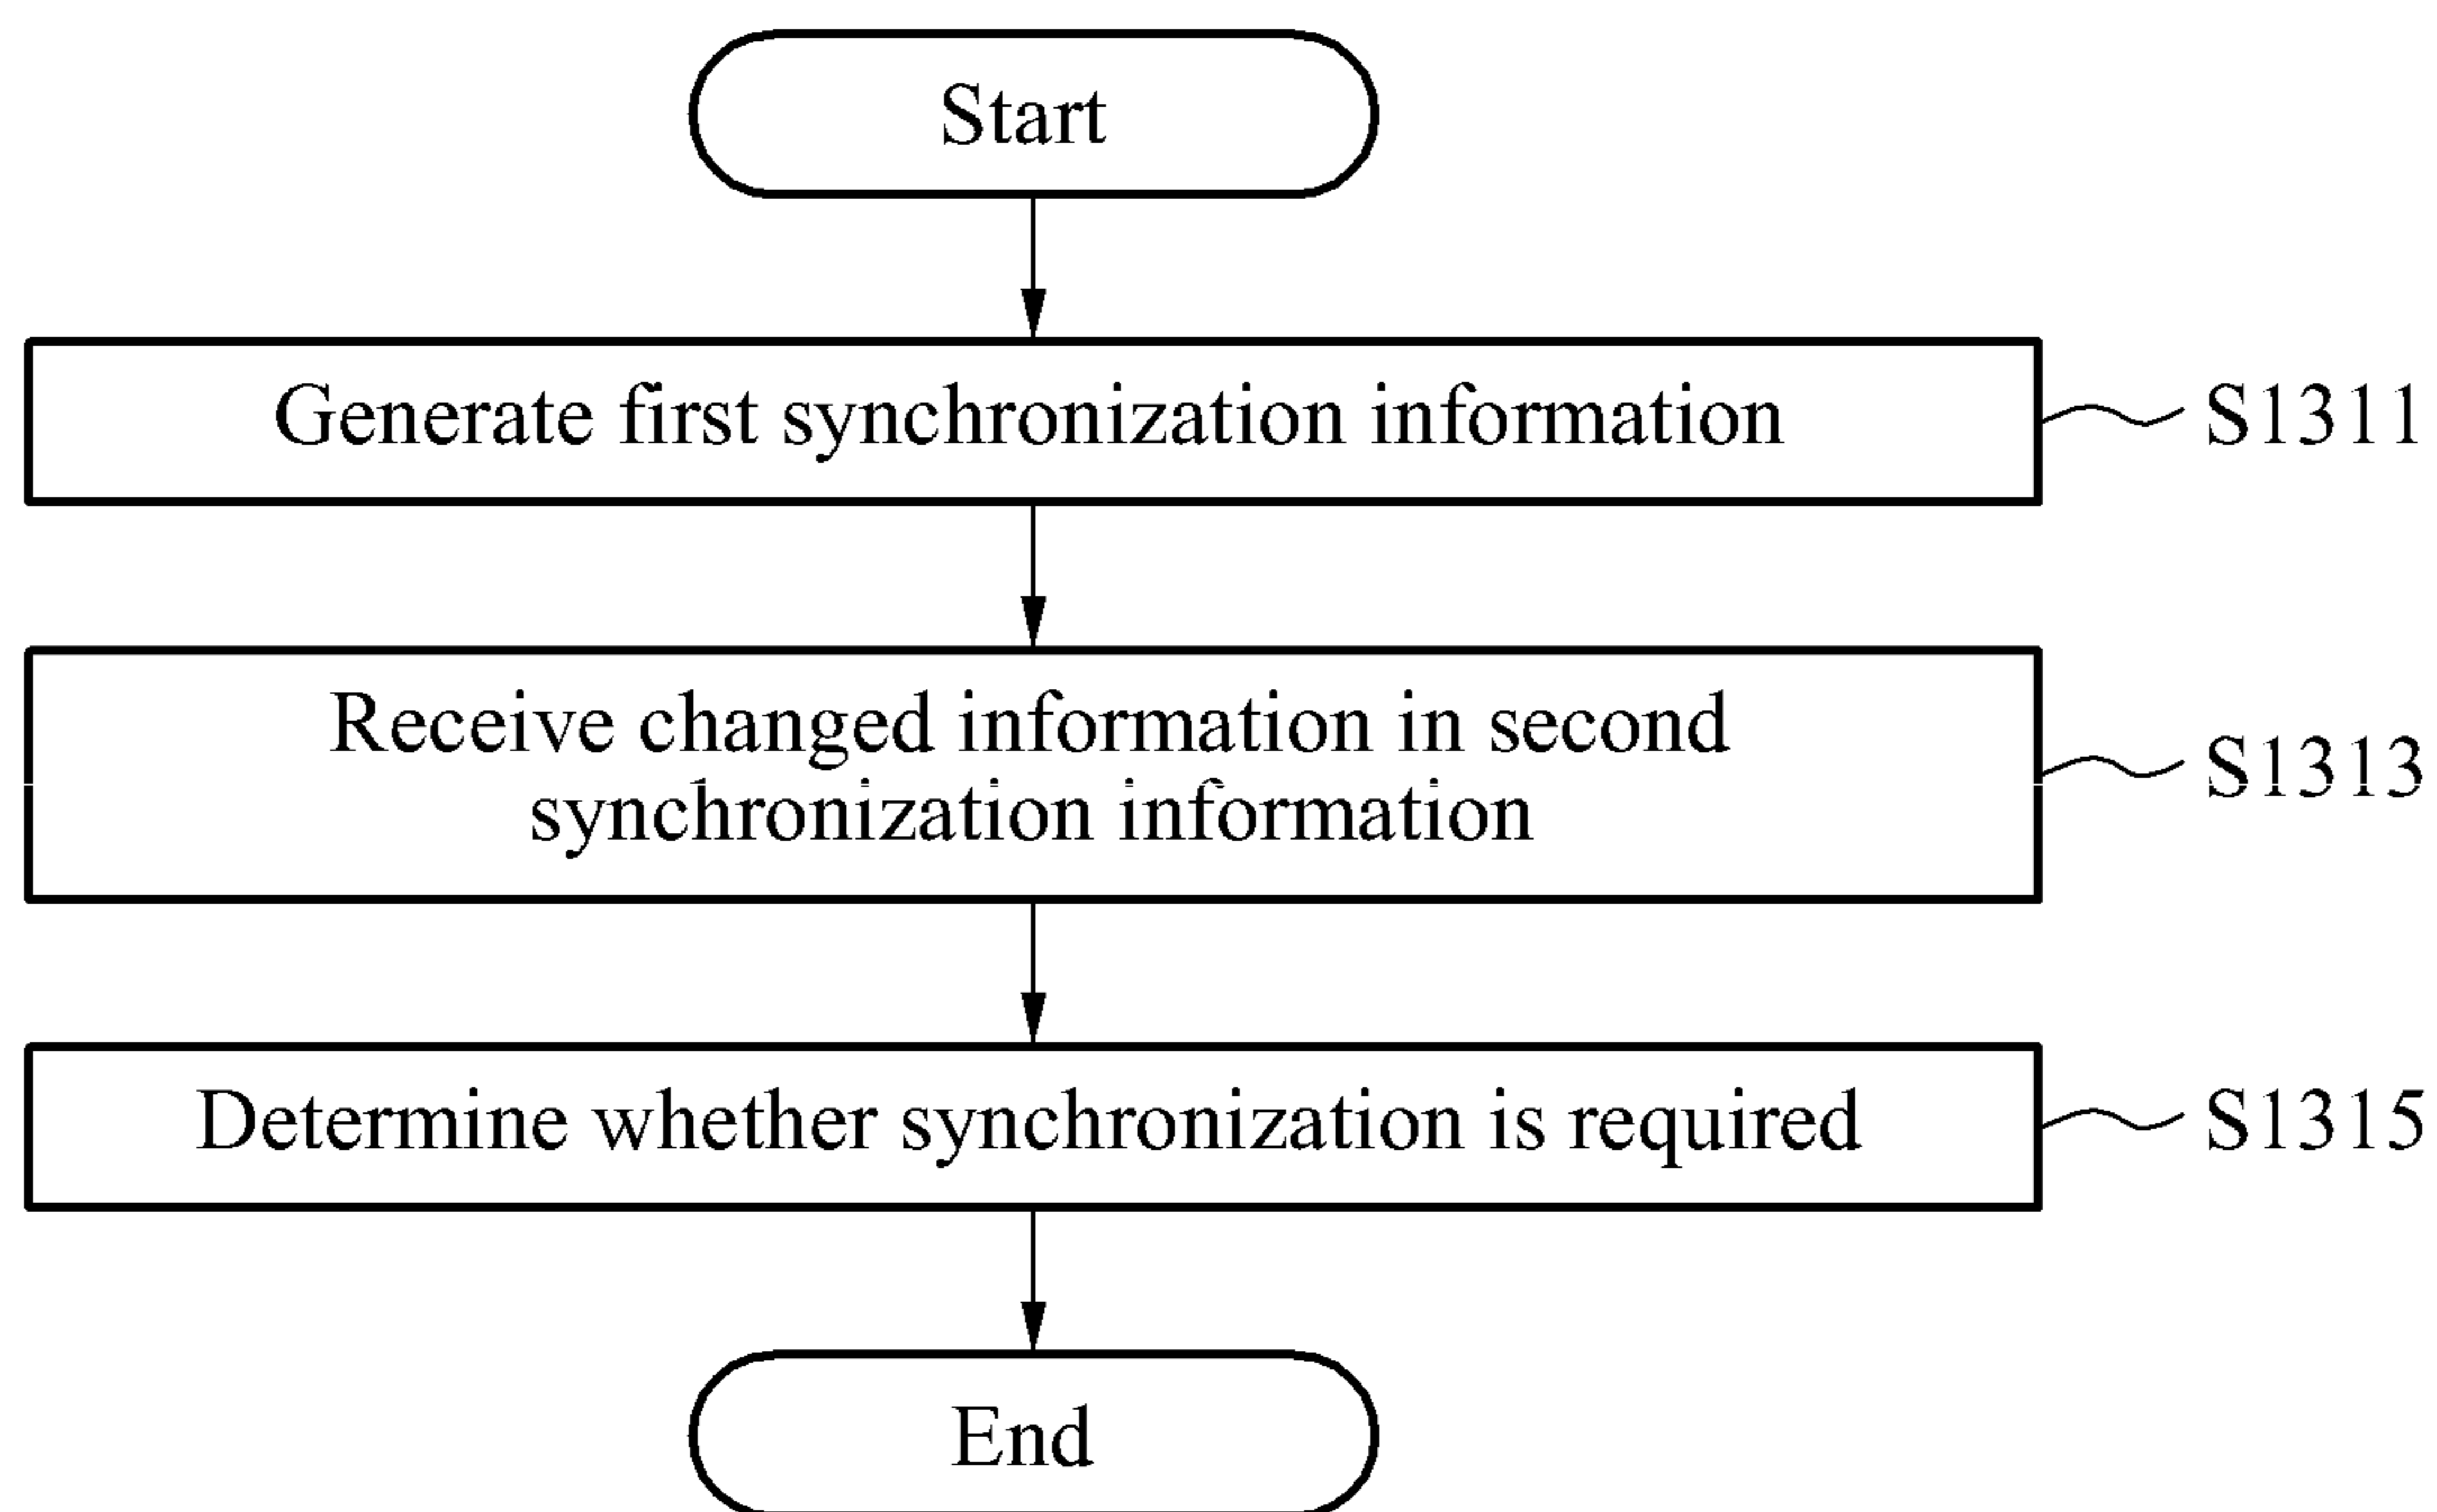 Start
Generate first synchronization information
S1311
Receive changed information in second
synchronization information
S1313
Determine whether synchronization is required
S1315
End